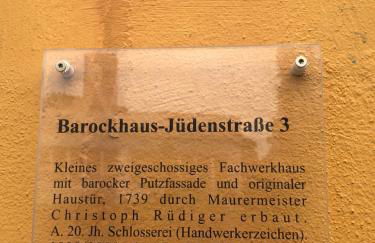 Barockhaus-Jüdenstraße 3
Kleines zweigeschossiges Fachwerkhaus
mit barocker Putzfassade und originaler
Haustür, 1739 durch Maurermeister
Christoph Rüdiger erbaut.
A. 20. Jh. Schlosserei (Handwerkerzeichen).